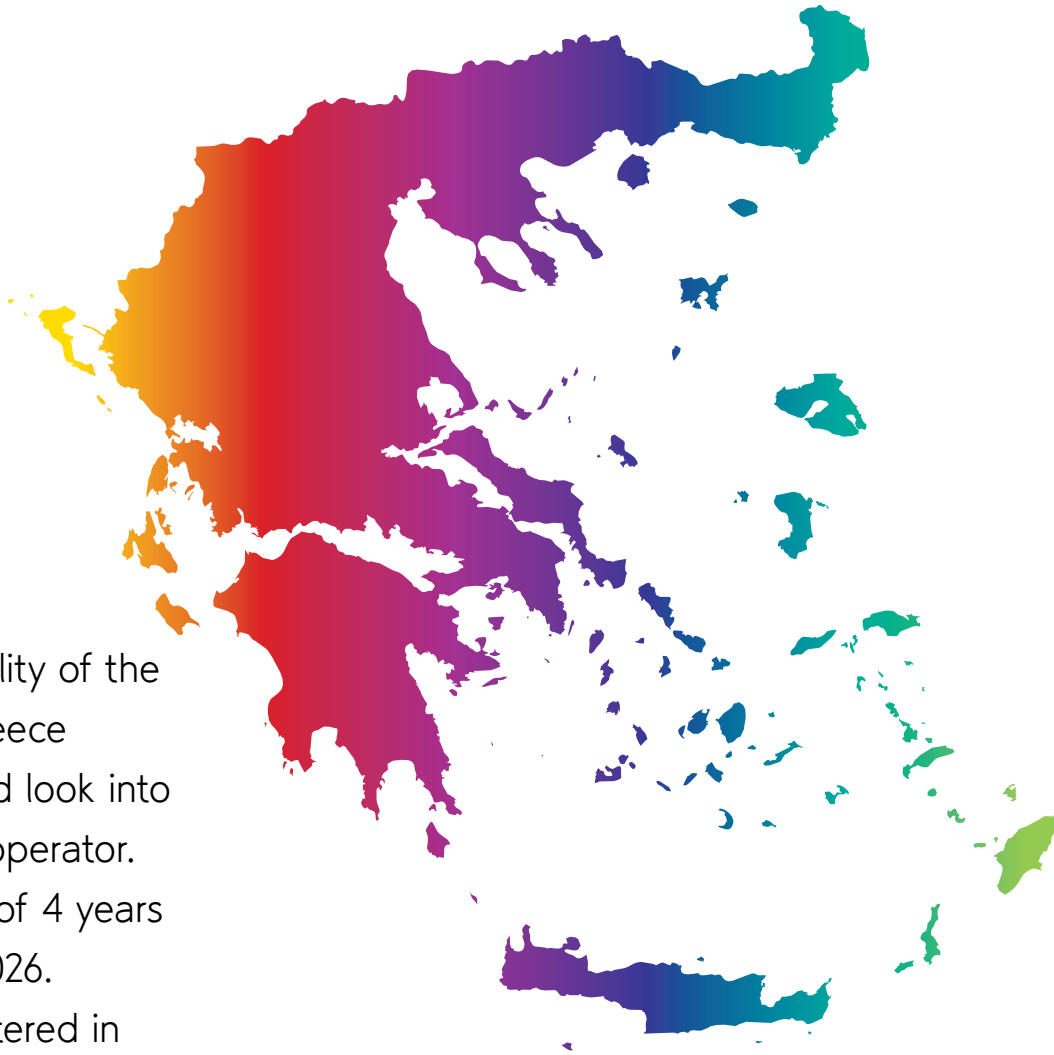 lity of the
eece
d look into
operator.
of 4 years
026.
tered in